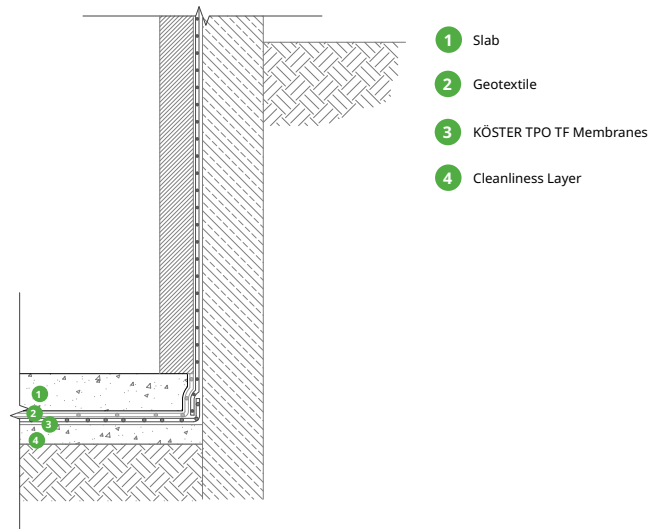 1 Slab
2 Geotextile
3 KÖSTER TPO TF Membranes
4 Cleanliness Layer
1
2
3
4